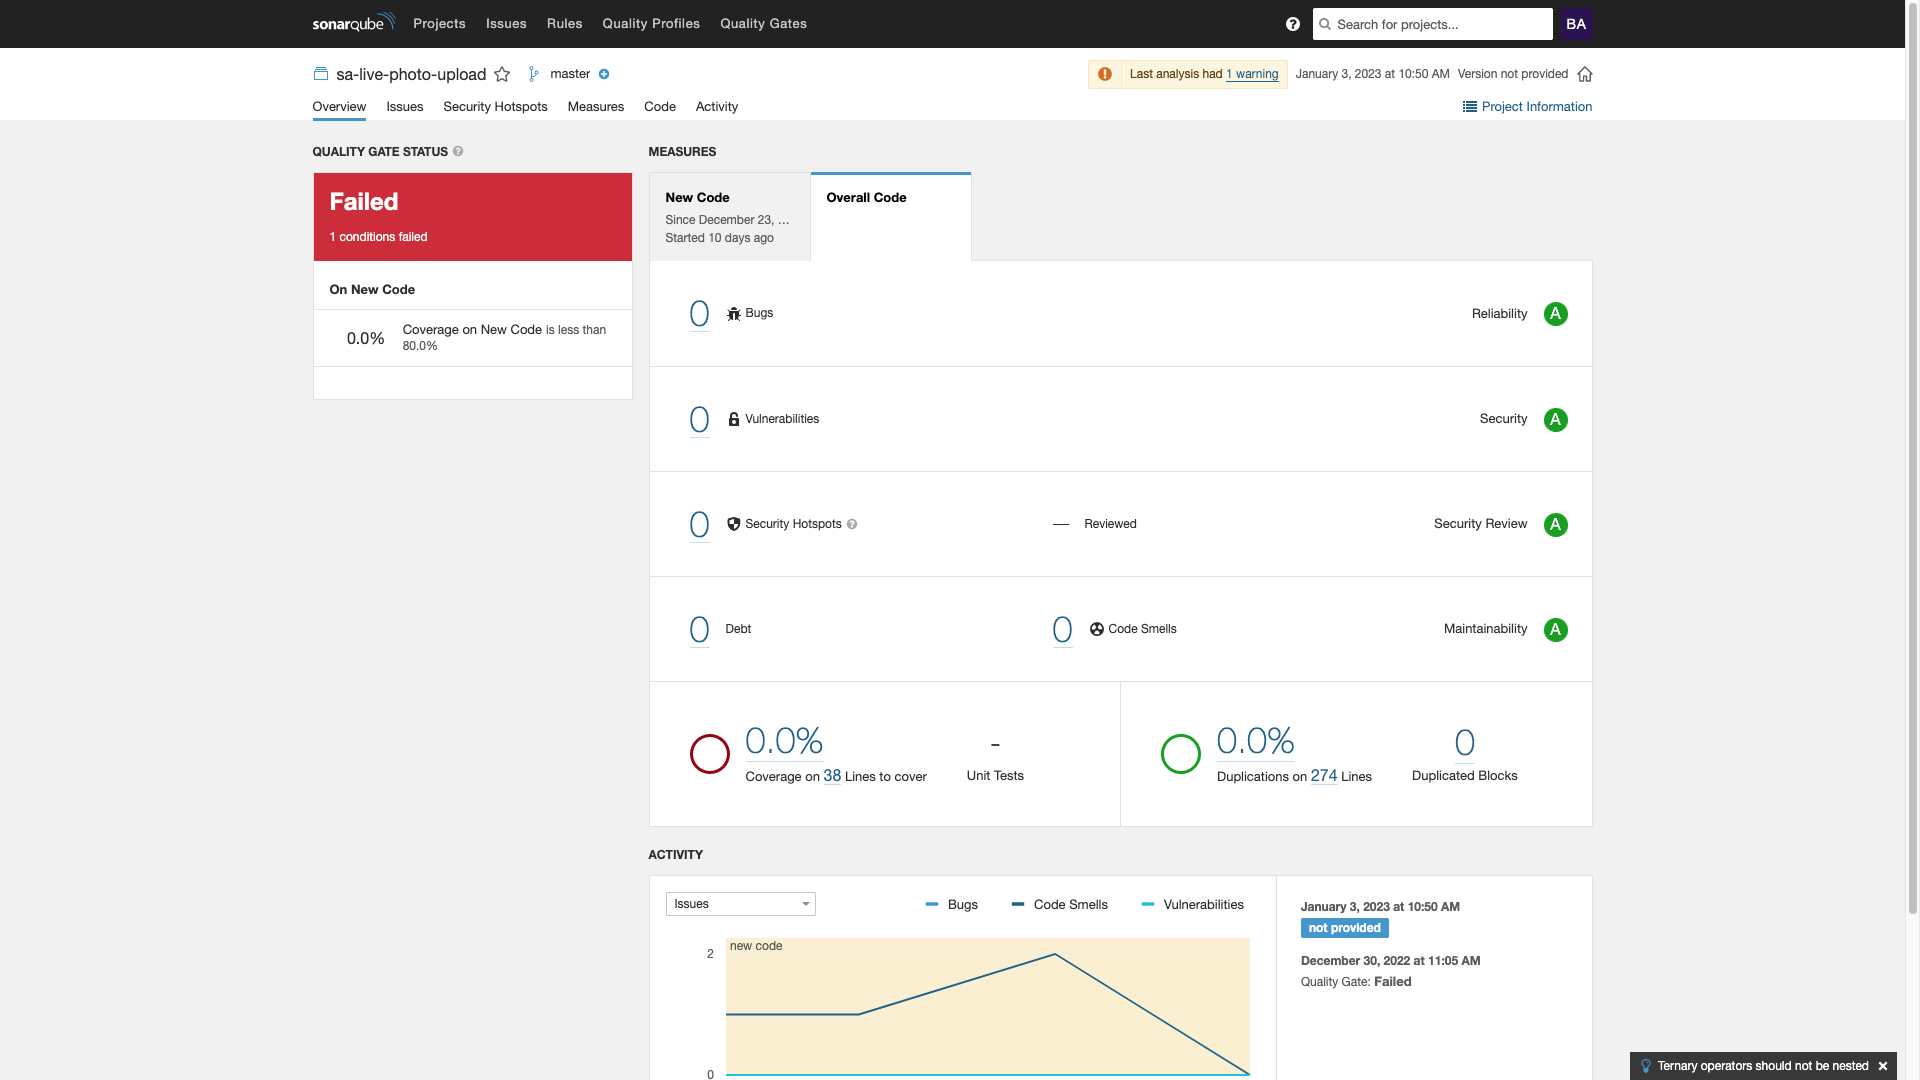 sonarqube Projects Issues Rules Quality Profiles Quality Gates Search for projects... BA
sa-live-photo-upload master Last analysis had 1 warning January 3, 2023 at 10:50 AM Version not provided
Overview Issues Security Hotspots Measures Code Activity Project Information
QUALITY GATE STATUS
Failed
1 conditions failed
On New Code
0.0% Coverage on New Code is less than
80.0%
MEASURES
New Code
Since December 23, ...
Started 10 days ago
Overall Code
0 Bugs Reliability A
0 Vulnerabilities Security A
0 Security Hotspots — Reviewed Security Review A
0 Debt 0 Code Smells Maintainability A
0.0%
Coverage on 38 Lines to cover
-
Unit Tests
0.0%
Duplications on 274 Lines
0
Duplicated Blocks
ACTIVITY
Issues Bugs Code Smells Vulnerabilities
new code
2
0
January 3, 2023 at 10:50 AM
not provided
December 30, 2022 at 11:05 AM
Quality Gate: Failed
Ternary operators should not be nested